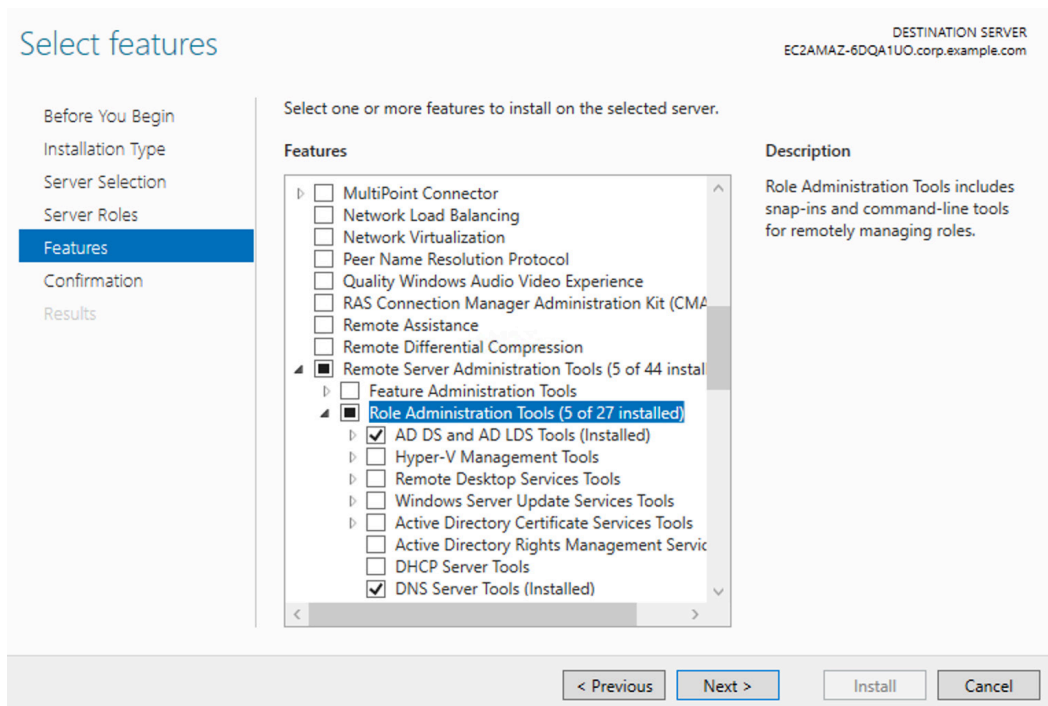 Select features
DESTINATION SERVER
EC2AMAZ-6DQA1UO.corp.example.com
Before You Begin
Installation Type
Server Selection
Server Roles
Features
Confirmation
Results
Select one or more features to install on the selected server.
Features
MultiPoint Connector
Network Load Balancing
Network Virtualization
Peer Name Resolution Protocol
Quality Windows Audio Video Experience
RAS Connection Manager Administration Kit (CMA
Remote Assistance
Remote Differential Compression
Remote Server Administration Tools (5 of 44 instal
Feature Administration Tools
Role Administration Tools (5 of 27 installed)
AD DS and AD LDS Tools (Installed)
Hyper-V Management Tools
Remote Desktop Services Tools
Windows Server Update Services Tools
Active Directory Certificate Services Tools
Active Directory Rights Management Servic
DHCP Server Tools
DNS Server Tools (Installed)
Description
Role Administration Tools includes
snap-ins and command-line tools
for remotely managing roles.
< Previous
Next >
Install
Cancel